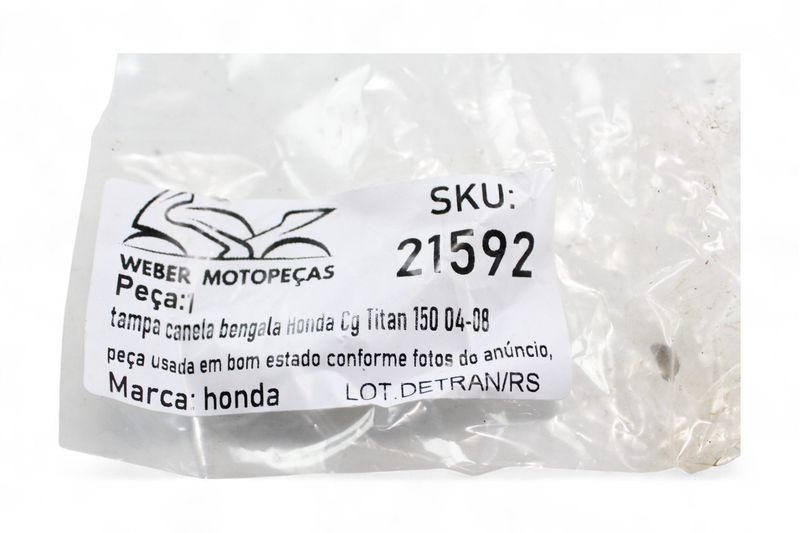 SKU:
21592
WEBER MOTOPEÇAS
Peça:1
tampa canela bengala Honda Cg Titan 150 04-08
peça usada em bom estado conforme fotos do anúncio,
Marca: honda
LOT.DETRAN/RS